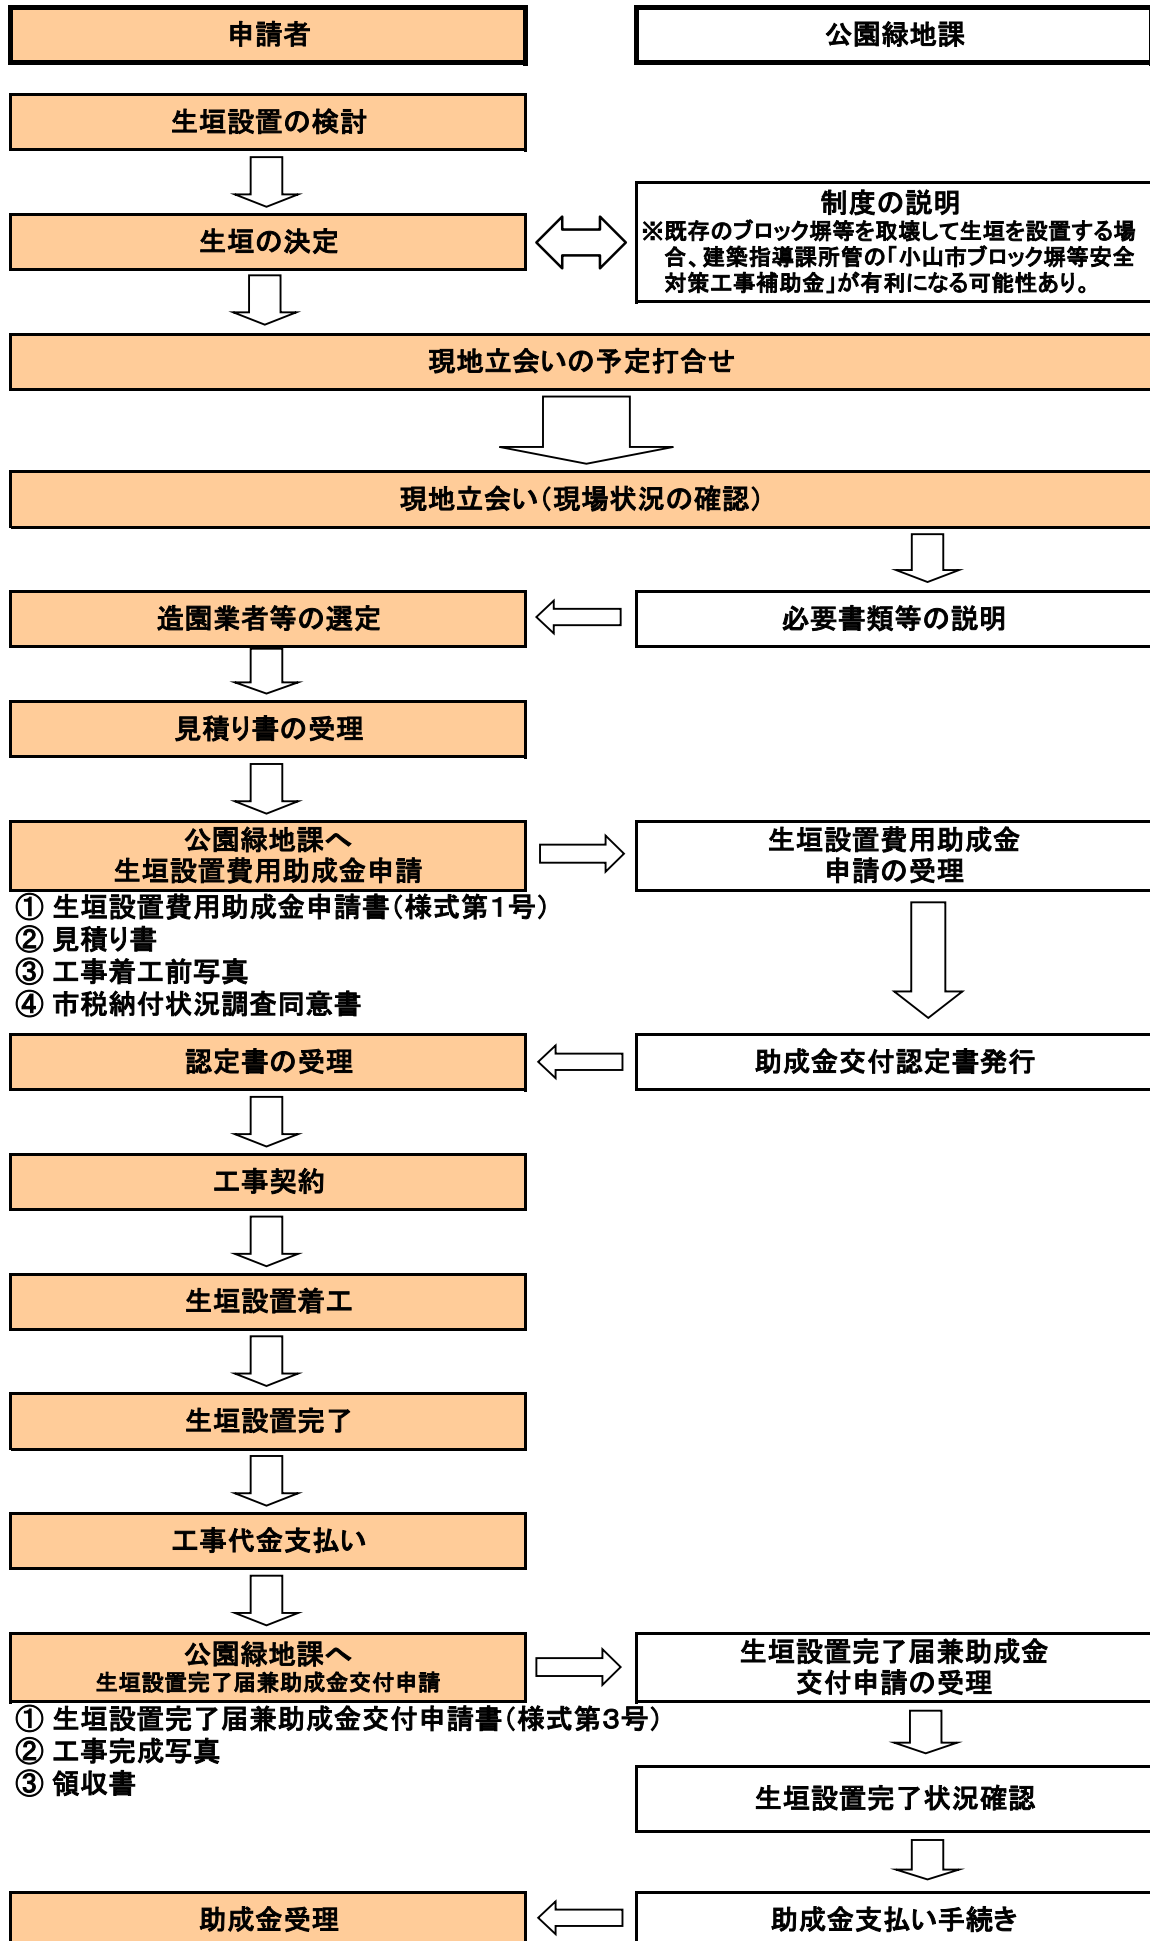 申請者
公園緑地課
生垣設置の検討
生垣の決定
制度の説明
※既存のブロック塀等を取壊して生垣を設置する場
合、建築指導課所管の「小山市ブロック塀等安全
対策工事補助金」が有利になる可能性あり。
現地立会いの予定打合せ
現地立会い（現場状況の確認）
造園業者等の選定
必要書類等の説明
見積り書の受理
公園緑地課へ
生垣設置費用助成金申請
生垣設置費用助成金
申請の受理
① 生垣設置費用助成金申請書（様式第１号）
② 見積り書
③ 工事着工前写真
④ 市税納付状況調査同意書
認定書の受理
助成金交付認定書発行
工事契約
生垣設置着工
生垣設置完了
工事代金支払い
公園緑地課へ
生垣設置完了届兼助成金交付申請
生垣設置完了届兼助成金
交付申請の受理
① 生垣設置完了届兼助成金交付申請書（様式第３号）
② 工事完成写真
③ 領収書
生垣設置完了状況確認
助成金受理
助成金支払い手続き